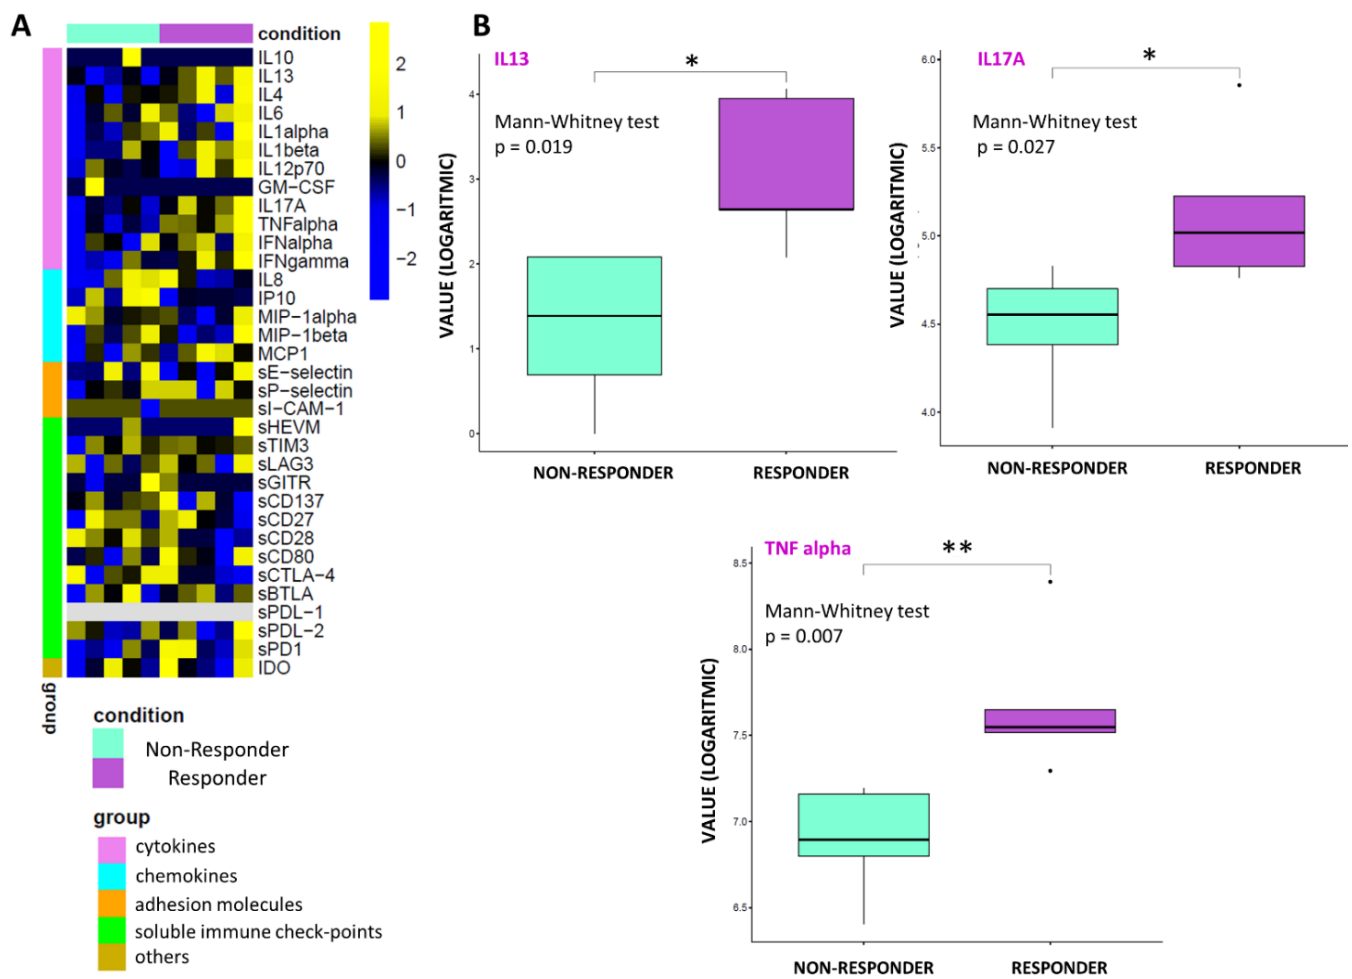 A
condition
IL10
IL13
IL4
IL6
IL1alpha
IL1beta
IL12p70
GM-CSF
IL17A
TNFalpha
IFNalpha
IFNgamma
IL8
IP10
MIP-1alpha
MIP-1beta
MCP1
sE-selectin
sP-selectin
sI-CAM-1
sHEVM
sTIM3
sLAG3
sGITR
sCD137
sCD27
sCD28
sCD80
sCTLA-4
sBTLA
sPDL-1
sPDL-2
sPD1
IDO
group
2
1
0
-1
-2
condition
Non-Responder
Responder
group
cytokines
chemokines
adhesion molecules
soluble immune check-points
others
B
IL13
*
Mann-Whitney test
p = 0.019
VALUE (LOGARITMIC)
4
3
2
1
0
NON-RESPONDER RESPONDER
IL17A
*
Mann-Whitney test
p = 0.027
VALUE (LOGARITMIC)
6.0
5.5
5.0
4.5
4.0
NON-RESPONDER RESPONDER
TNF alpha
**
Mann-Whitney test
p = 0.007
VALUE (LOGARITMIC)
8.5
8.0
7.5
7.0
6.5
NON-RESPONDER RESPONDER